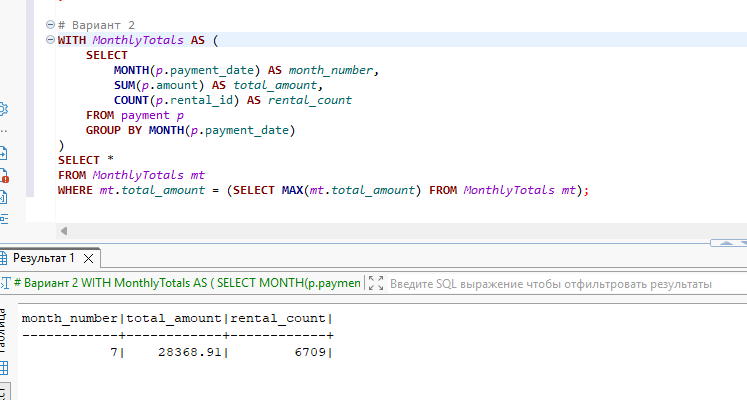 # Вариант 2
WITH MonthlyTotals AS (
SELECT
MONTH(p.payment_date) AS month_number,
SUM(p.amount) AS total_amount,
COUNT(p.rental_id) AS rental_count
FROM payment p
GROUP BY MONTH(p.payment_date)
)
SELECT *
FROM MonthlyTotals mt
WHERE mt.total_amount = (SELECT MAX(mt.total_amount) FROM MonthlyTotals mt);
Результат 1
# Вариант 2 WITH MonthlyTotals AS ( SELECT MONTH(p.paymen
Введите SQL выражение чтобы отфильтровать результаты
month_number|total_amount|rental_count|
------------+------------+------------+
7| 28368.91| 6709|